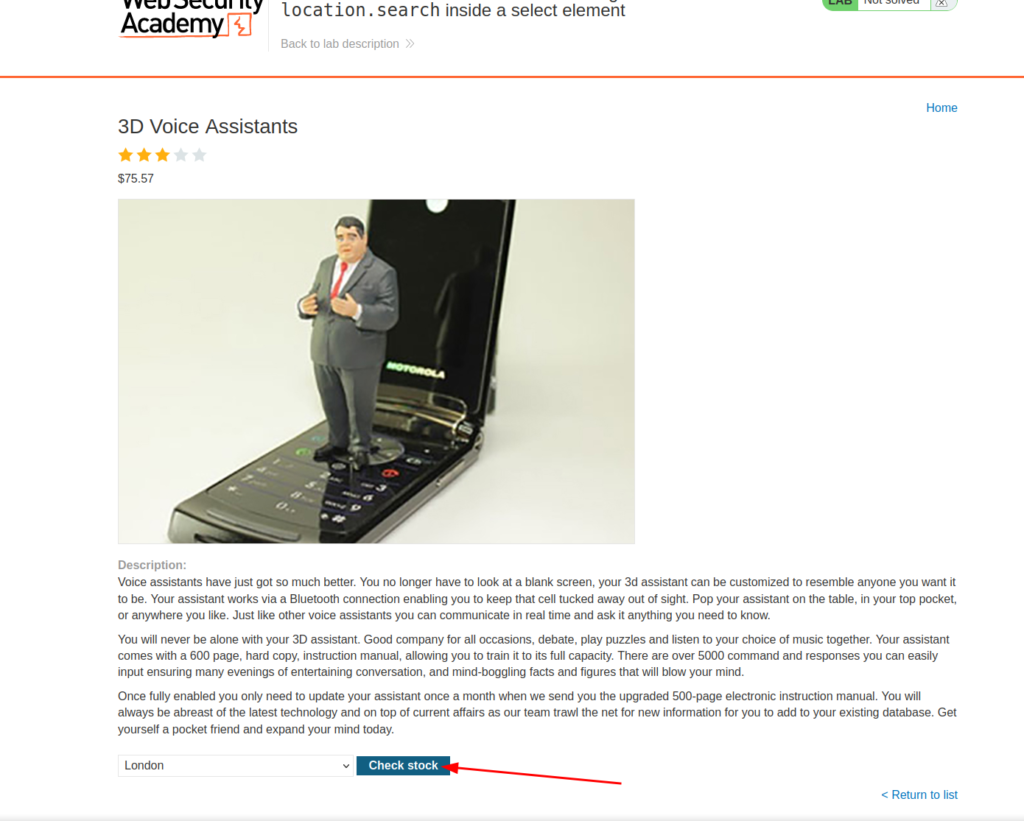 Web Security
location.search inside a select element
LAB Not solved
Academy
Back to lab description
Home
3D Voice Assistants
$75.57
MOTOROLA
Description:
Voice assistants have just got so much better. You no longer have to look at a blank screen, your 3d assistant can be customized to resemble anyone you want it
to be. Your assistant works via a Bluetooth connection enabling you to keep that cell tucked away out of sight. Pop your assistant on the table, in your top pocket,
or anywhere you like. Just like other voice assistants you can communicate in real time and ask it anything you need to know.
You will never be alone with your 3D assistant. Good company for all occasions, debate, play puzzles and listen to your choice of music together. Your assistant
comes with a 600 page, hard copy, instruction manual, allowing you to train it to its full capacity. There are over 5000 command and responses you can easily
input ensuring many evenings of entertaining conversation, and mind-boggling facts and figures that will blow your mind.
Once fully enabled you only need to update your assistant once a month when we send you the upgraded 500-page electronic instruction manual. You will
always be abreast of the latest technology and on top of current affairs as our team trawl the net for new information for you to add to your existing database. Get
yourself a pocket friend and expand your mind today.
London
Check stock
< Return to list